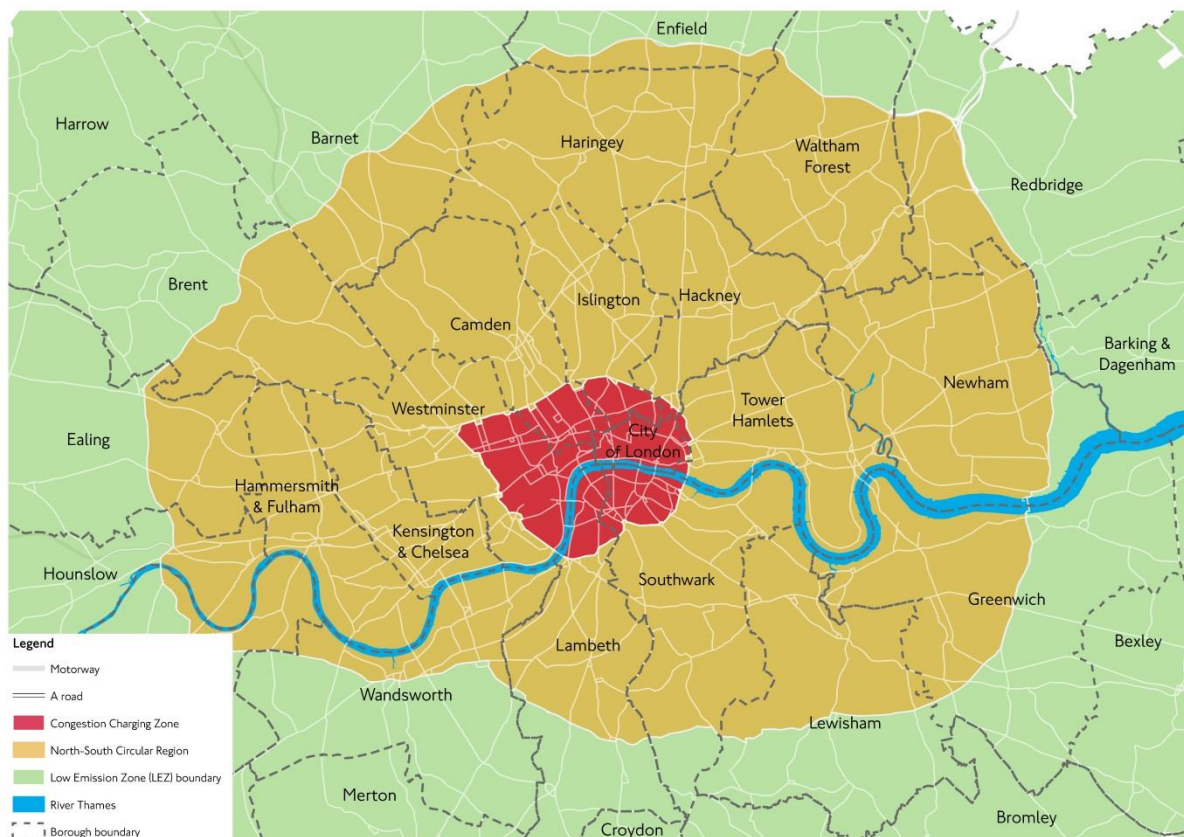 Enfield
Harrow
Barnet
Haringey
Waltham
Forest
Redbridge
Brent
Islington
Hackney
Camden
Barking &
Dagenham
Newham
Westminster
Tower
Hamlets
Ealing
City
of London
Hammersmith
& Fulham
Kensington
& Chelsea
Hounslow
Southwark
Greenwich
Bexley
Lambeth
Wandsworth
Lewisham
Merton
Croydon
Bromley
Legend
Motorway
A road
Congestion Charging Zone
North-South Circular Region
Low Emission Zone (LEZ) boundary
River Thames
Borough boundary